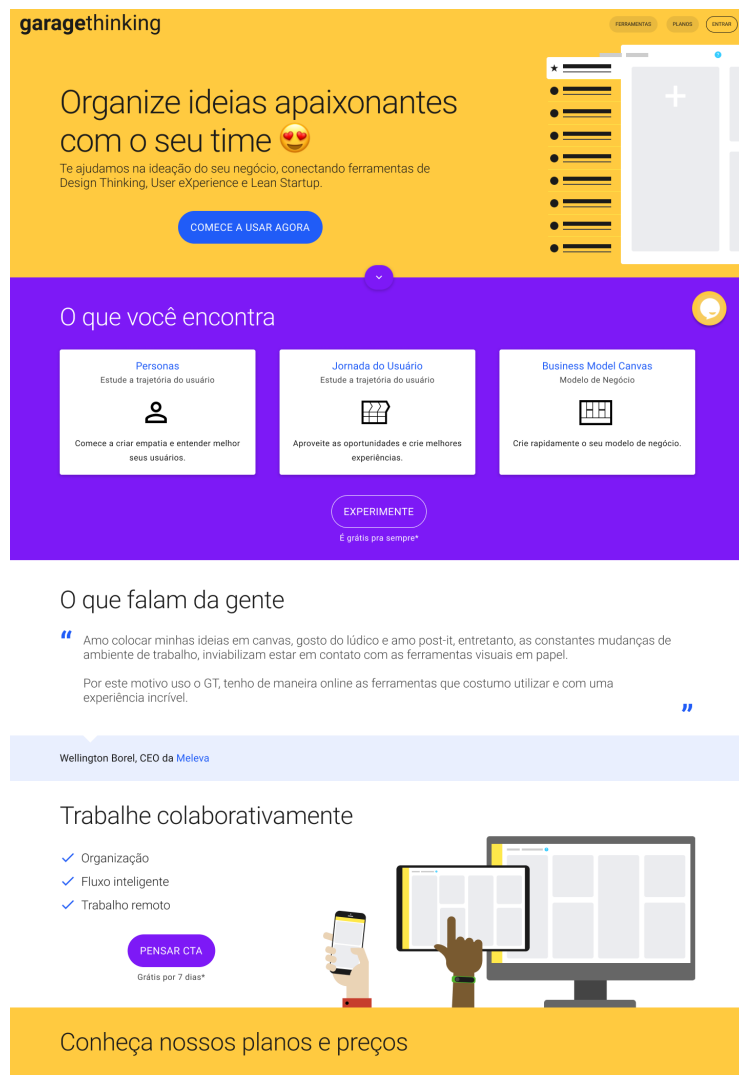 garagethinking
FERRAMENTAS
PLANOS
ENTRAR
Organize ideias apaixonantes
com o seu time 😍
Te ajudamos na ideação do seu negócio, conectando ferramentas de
Design Thinking, User eXperience e Lean Startup.
COMECE A USAR AGORA
O que você encontra
Personas
Estude a trajetória do usuário
Comece a criar empatia e entender melhor
seus usuários.
Jornada do Usuário
Estude a trajetória do usuário
Aproveite as oportunidades e crie melhores
experiências.
Business Model Canvas
Modelo de Negócio
Crie rapidamente o seu modelo de negócio.
EXPERIMENTE
É grátis pra sempre*
O que falam da gente
“
Amo colocar minhas ideias em canvas, gosto do lúdico e amo post-it, entretanto, as constantes mudanças de
ambiente de trabalho, inviabilizam estar em contato com as ferramentas visuais em papel.
Por este motivo uso o GT, tenho de maneira online as ferramentas que costumo utilizar e com uma
experiência incrível.
”
Wellington Borel, CEO da Meleva
Trabalhe colaborativamente
Organização
Fluxo inteligente
Trabalho remoto
PENSAR CTA
Grátis por 7 dias*
Conheça nossos planos e preços